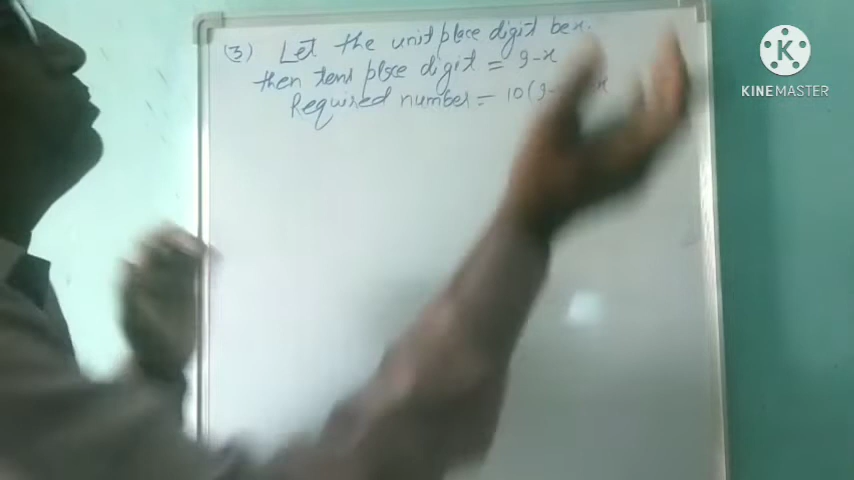 (3) Let the unit place digit be x.
then tens place digit = 9-x
Required number = 10(9- x
KINEMASTER